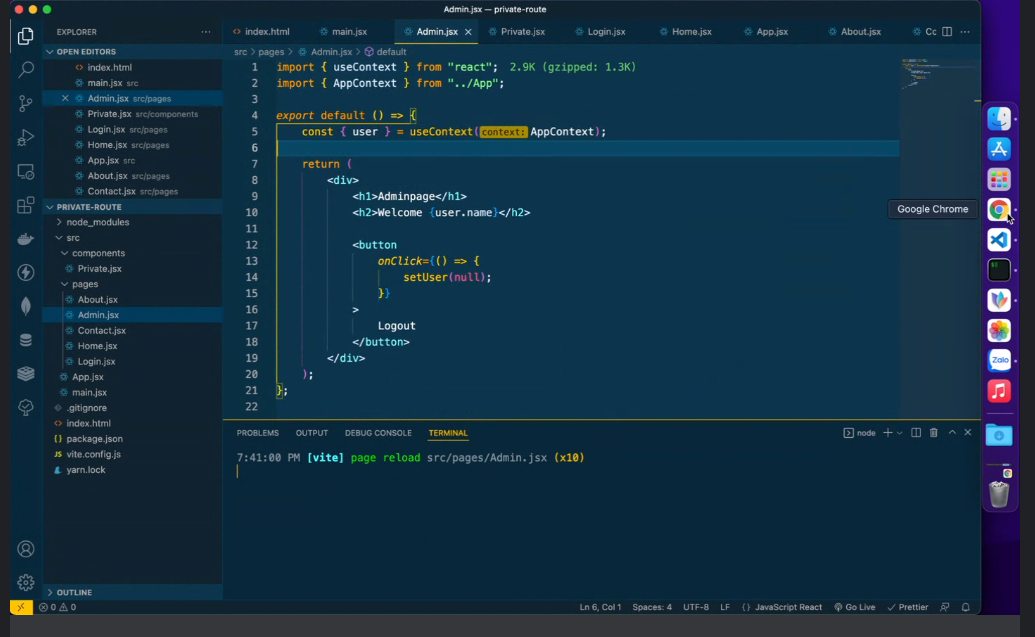 Admin.jsx — private-route
EXPLORER
OPEN EDITORS
index.html
main.jsx src
Admin.jsx src/pages
Private.jsx src/components
Login.jsx src/pages
Home.jsx src/pages
App.jsx src
About.jsx src/pages
Contact.jsx src/pages
PRIVATE-ROUTE
node_modules
src
components
Private.jsx
pages
About.jsx
Admin.jsx
Contact.jsx
Home.jsx
Login.jsx
App.jsx
main.jsx
.gitignore
index.html
package.json
vite.config.js
yarn.lock
OUTLINE
index.html main.jsx Admin.jsx Private.jsx Login.jsx Home.jsx App.jsx About.jsx Cc
src > pages > Admin.jsx > default
1 import { useContext } from "react"; 2.9K (gzipped: 1.3K)
2 import { AppContext } from "../App";
3
4 export default () => {
5 const { user } = useContext(context: AppContext);
6
7 return (
8 <div>
9 <h1>Adminpage</h1>
10 <h2>Welcome {user.name}</h2>
11
12 <button
13 onClick={() => {
14 setUser(null);
15 }}
16 >
17 Logout
18 </button>
19 </div>
20 );
21 };
22
PROBLEMS OUTPUT DEBUG CONSOLE TERMINAL
node
7:41:00 PM [vite] page reload src/pages/Admin.jsx (x10)
Google Chrome
Zalo
0 0
Ln 6, Col 1 Spaces: 4 UTF-8 LF {} JavaScript React Go Live Prettier